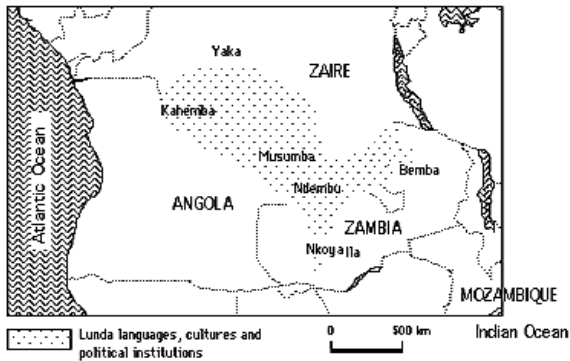 Yaka
ZAIRE
Kahemba
Atlantic Ocean
Musumba
Bemba
Ndembu
ANGOLA
ZAMBIA
Nkoya Ila
MOZAMBIQUE
Lunda languages, cultures and
political institutions
0 500 km
Indian Ocean